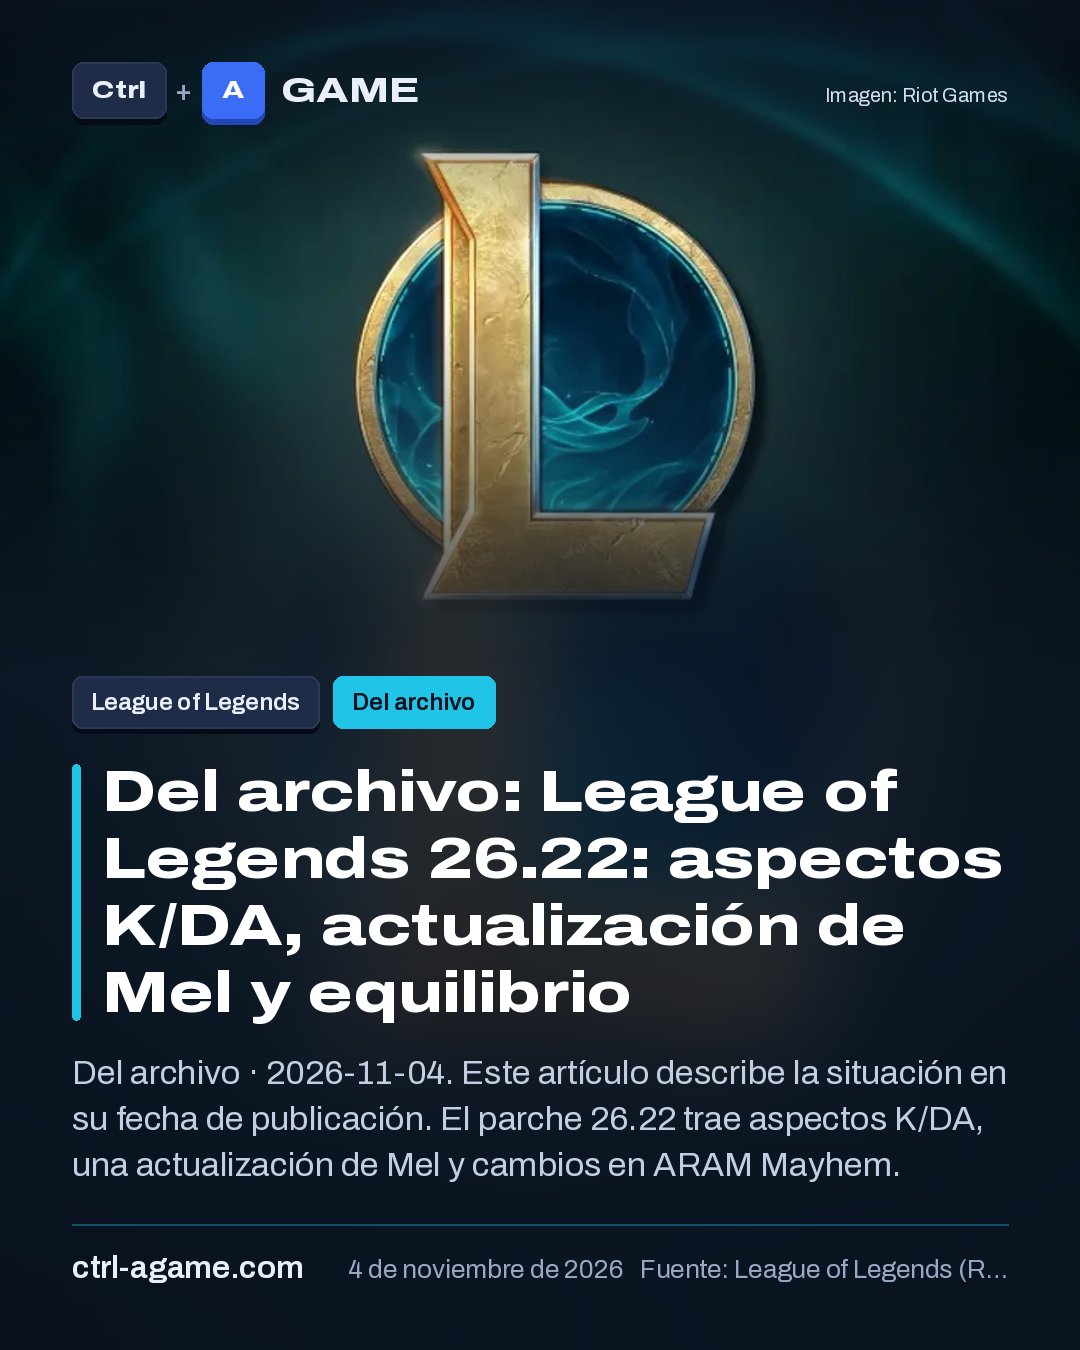 Ctrl + A GAME
Imagen: Riot Games
League of Legends
Del archivo
Del archivo: League of
Legends 26.22: aspectos
K/DA, actualización de
Mel y equilibrio
Del archivo · 2026-11-04. Este artículo describe la situación en
su fecha de publicación. El parche 26.22 trae aspectos K/DA,
una actualización de Mel y cambios en ARAM Mayhem.
ctrl-agame.com
4 de noviembre de 2026 Fuente: League of Legends (R...